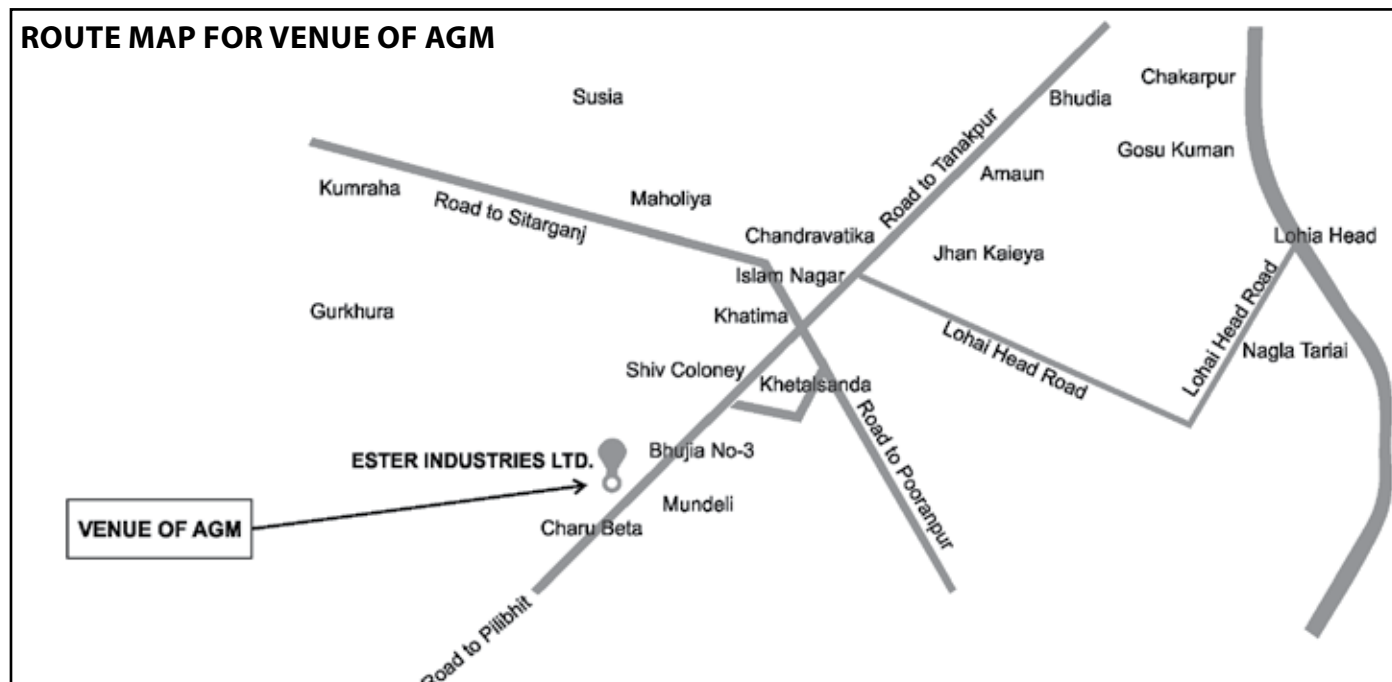 ROUTE MAP FOR VENUE OF AGM
Chakarpur
Susia
Bhudia
Road to Tanakpur
Gosu Kuman
Amaun
Kumraha
Maholiya
Road to Sitarganj
Chandravatika
Lohia Head
Jhan Kaieya
Islam Nagar
Gurkhura
Khatima
Lohai Head Road
Lohai Head Road
Nagla Tariai
Shiv Coloney
Khetalsanda
Road to Pooranpur
Bhujia No-3
ESTER INDUSTRIES LTD.
Mundeli
VENUE OF AGM
Charu Beta
Road to Pilibhit